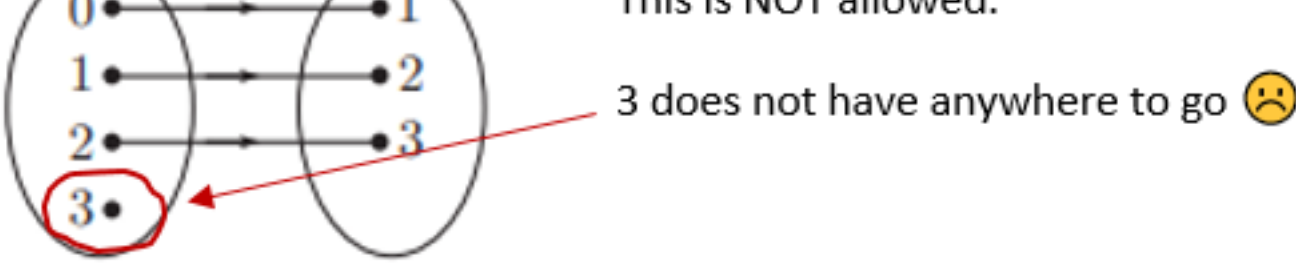 0 1 This is NOT allowed.
1 2
3 does not have anywhere to go ☹
2 3
3